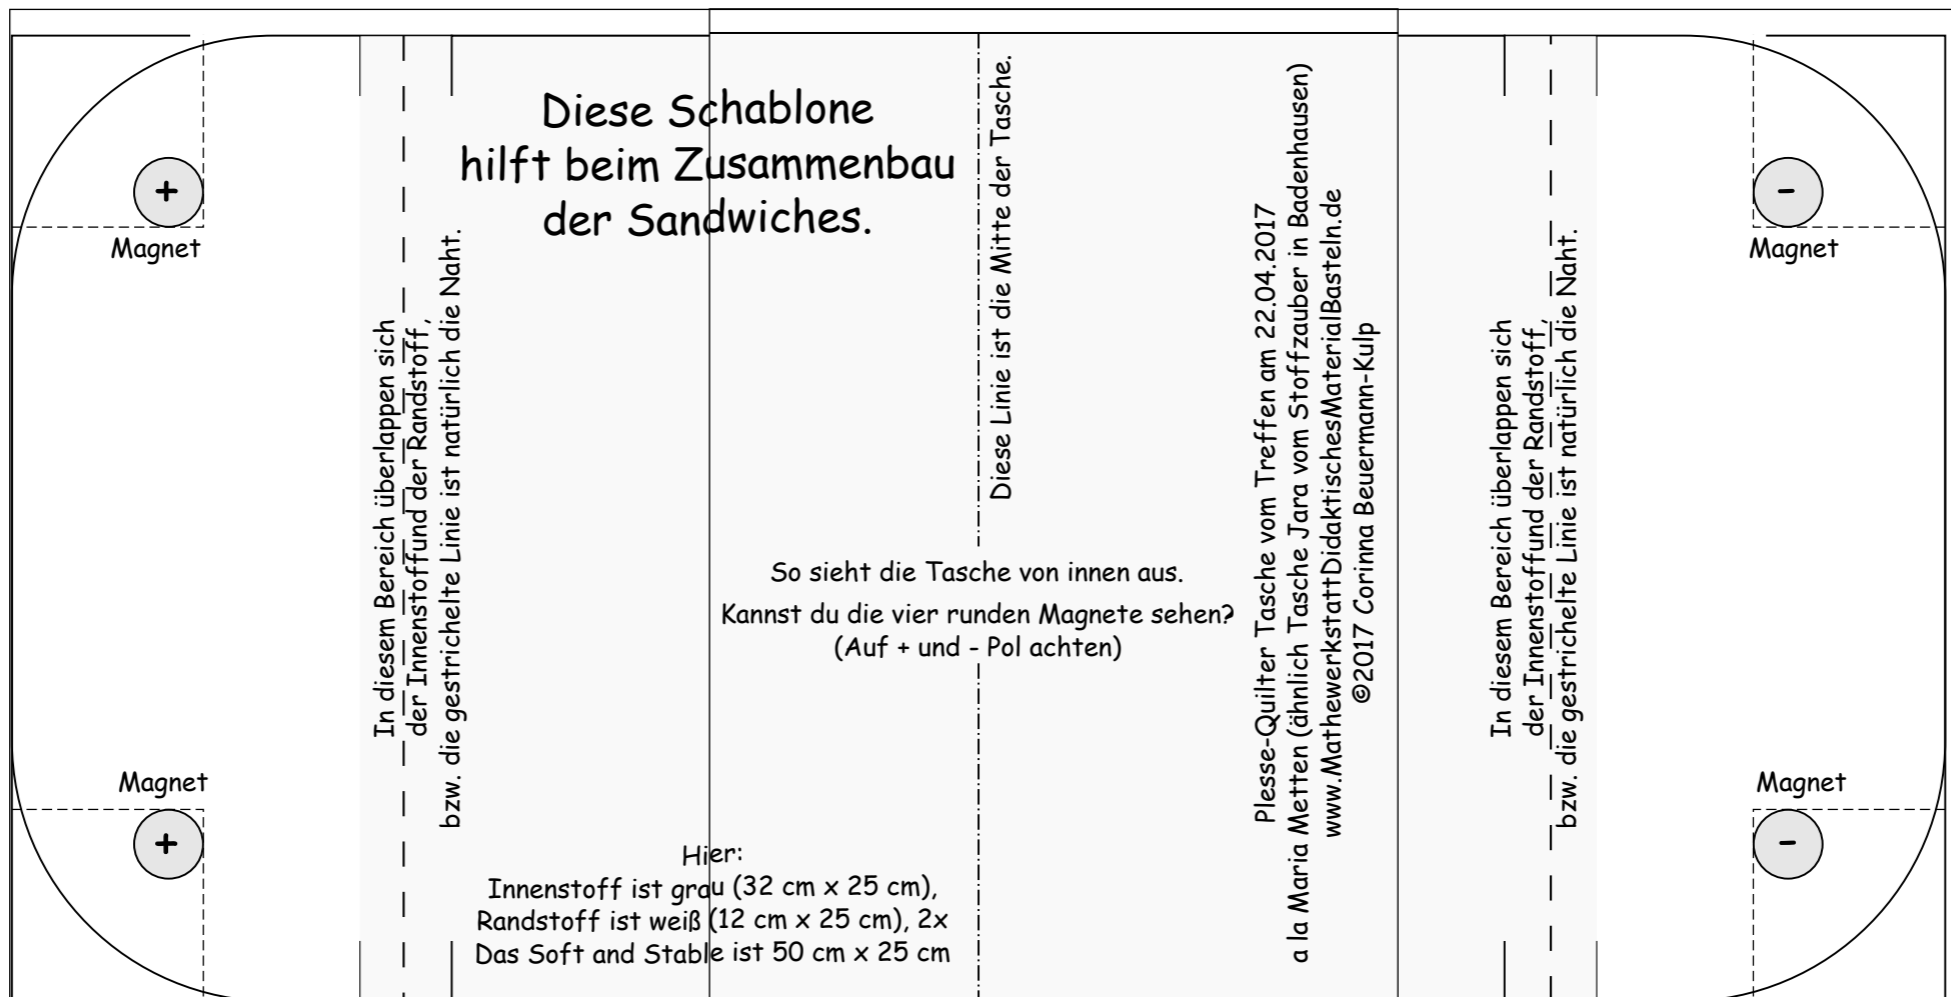 Diese Schablone
hilft beim Zusammenbau
der Sandwiches.
+
Magnet
-
Magnet
In diesem Bereich überlappen sich
der Innenstoffund der Randstoff,
bzw. die gestrichelte Linie ist natürlich die Naht.
Diese Linie ist die Mitte der Tasche.
So sieht die Tasche von innen aus.
Kannst du die vier runden Magnete sehen?
(Auf + und - Pol achten)
Plesse-Quilter Tasche vom Treffen am 22.04.2017
a la Maria Metten (ähnlich Tasche Jara vom Stoffzauber in Badenhausen)
www.MathewerkstattDidaktischesMaterialBasteln.de
©2017 Corinna Beuermann-Kulp
In diesem Bereich überlappen sich
der Innenstoffund der Randstoff,
bzw. die gestrichelte Linie ist natürlich die Naht.
Magnet
+
Magnet
-
Hier:
Innenstoff ist grau (32 cm x 25 cm),
Randstoff ist weiß (12 cm x 25 cm), 2x
Das Soft and Stable ist 50 cm x 25 cm